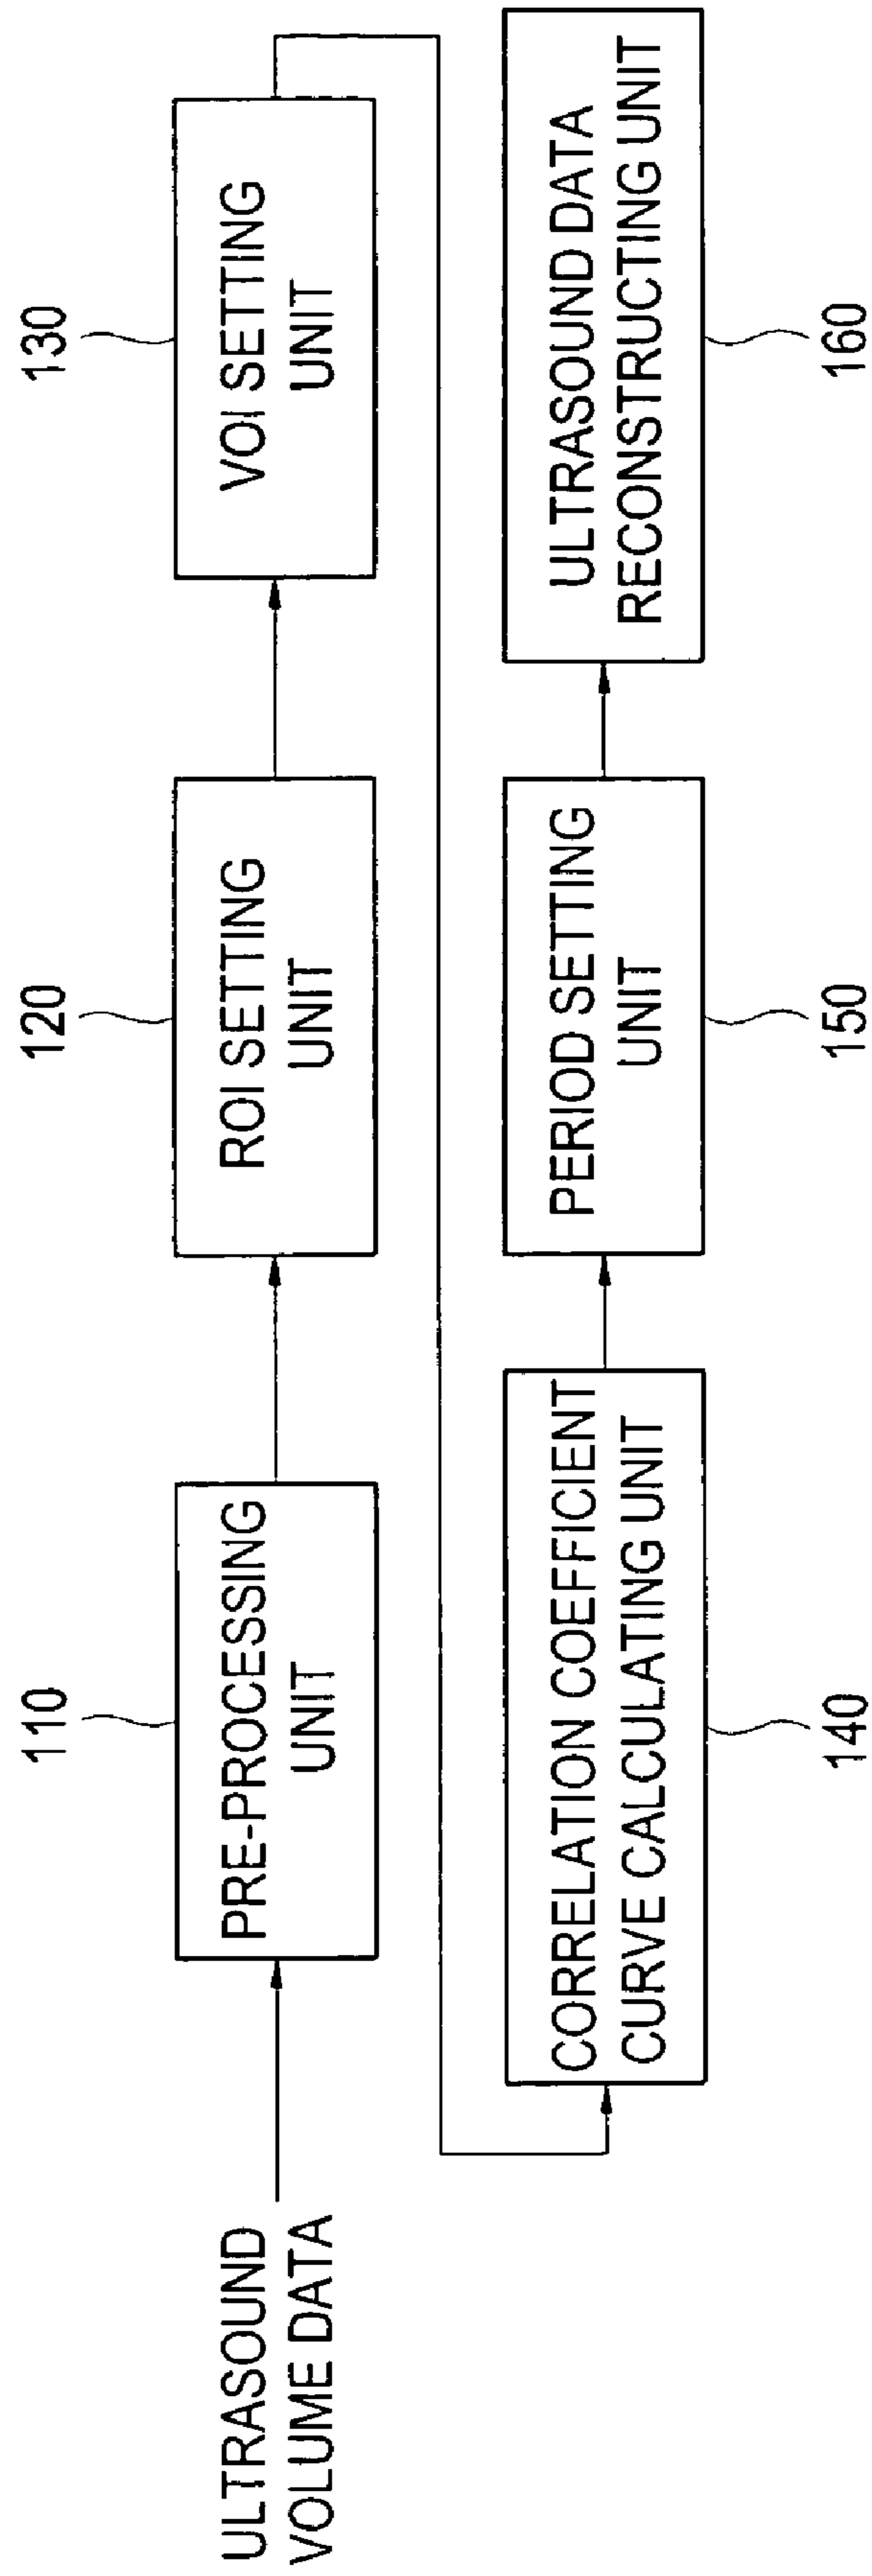 110
120
130
ULTRASOUND
VOLUME DATA
PRE-PROCESSING
UNIT
ROI SETTING
UNIT
VOI SETTING
UNIT
CORRELATION COEFFICIENT
CURVE CALCULATING UNIT
PERIOD SETTING
UNIT
ULTRASOUND DATA
RECONSTRUCTING UNIT
140
150
160